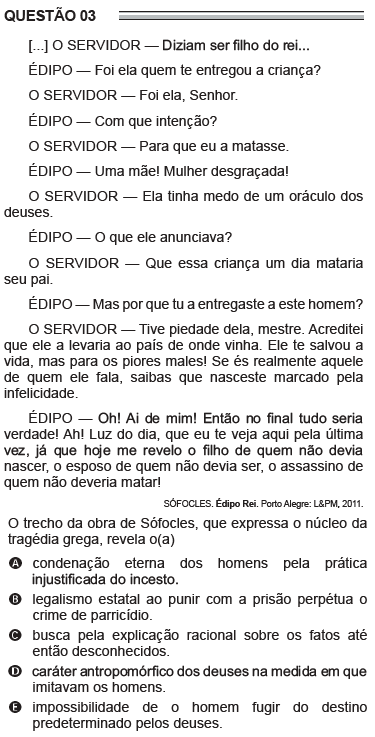 QUESTÃO 03
[...] O SERVIDOR — Diziam ser filho do rei...
ÉDIPO — Foi ela quem te entregou a criança?
O SERVIDOR — Foi ela, Senhor.
ÉDIPO — Com que intenção?
O SERVIDOR — Para que eu a matasse.
ÉDIPO — Uma mãe! Mulher desgraçada!
O SERVIDOR — Ela tinha medo de um oráculo dos
deuses.
ÉDIPO — O que ele anunciava?
O SERVIDOR — Que essa criança um dia mataria
seu pai.
ÉDIPO — Mas por que tu a entregaste a este homem?
O SERVIDOR — Tive piedade dela, mestre. Acreditei
que ele a levaria ao país de onde vinha. Ele te salvou a
vida, mas para os piores males! Se és realmente aquele
de quem ele fala, saibas que nasceste marcado pela
infelicidade.
ÉDIPO — Oh! Ai de mim! Então no final tudo seria
verdade! Ah! Luz do dia, que eu te veja aqui pela última
vez, já que hoje me revelo o filho de quem não devia
nascer, o esposo de quem não devia ser, o assassino de
quem não deveria matar!
SÓFOCLES. Édipo Rei. Porto Alegre: L&PM, 2011.
O trecho da obra de Sófocles, que expressa o núcleo da
tragédia grega, revela o(a)
A condenação eterna dos homens pela prática
injustificada do incesto.
B legalismo estatal ao punir com a prisão perpétua o
crime de parricídio.
C busca pela explicação racional sobre os fatos até
então desconhecidos.
D caráter antropomórfico dos deuses na medida em que
imitavam os homens.
E impossibilidade de o homem fugir do destino
predeterminado pelos deuses.